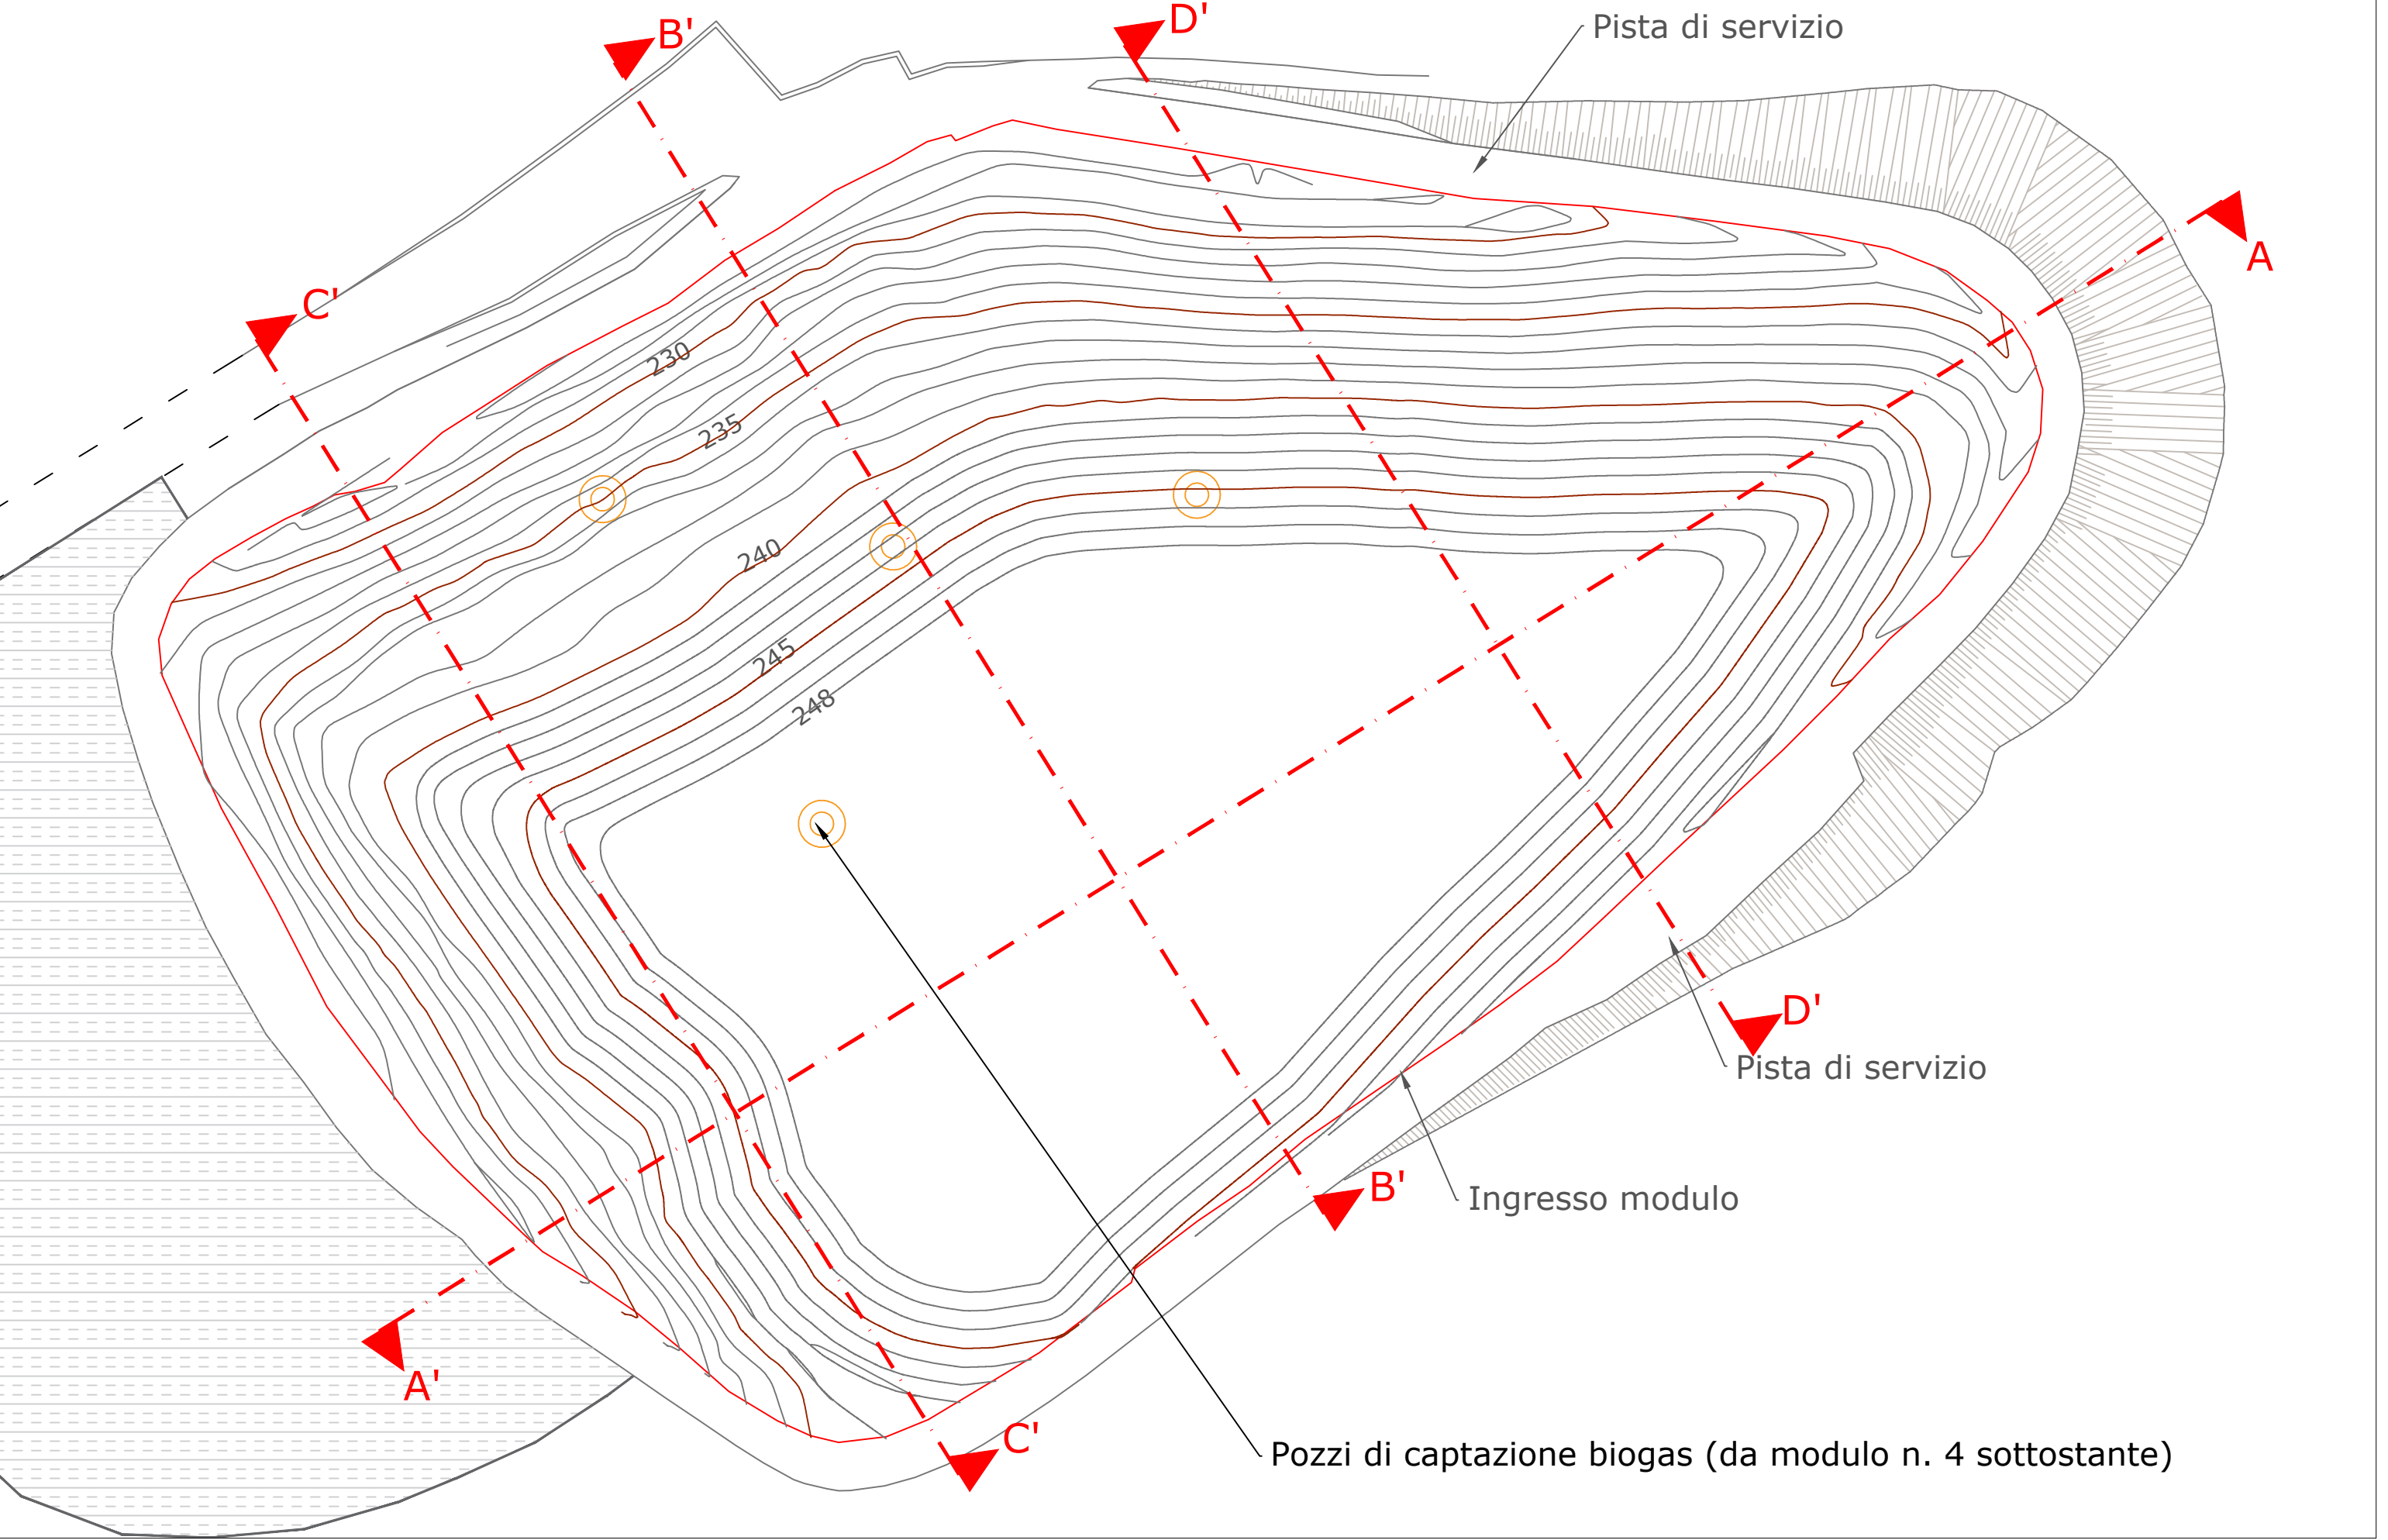 D'
Pista di servizio
B'
A
C'
230
235
240
245
248
D'
Pista di servizio
B'
Ingresso modulo
A'
C'
Pozzi di captazione biogas (da modulo n. 4 sottostante)